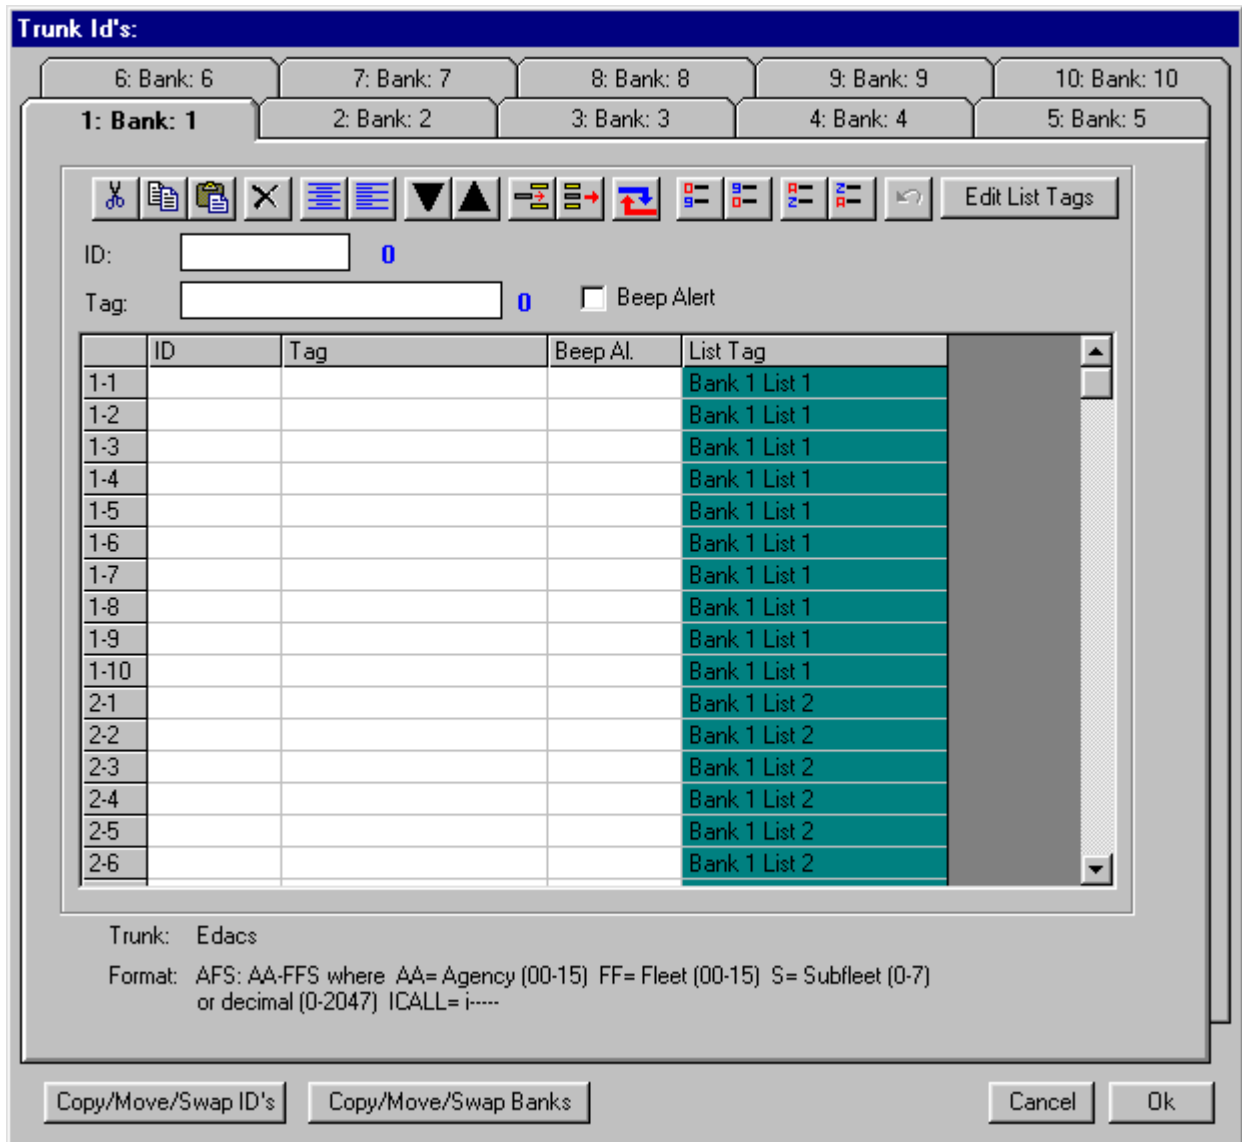 Trunk Id's:
6: Bank: 6 7: Bank: 7 8: Bank: 8 9: Bank: 9 10: Bank: 10
1: Bank: 1 2: Bank: 2 3: Bank: 3 4: Bank: 4 5: Bank: 5
Edit List Tags
ID: 0
Tag: 0 Beep Alert
ID Tag Beep Al. List Tag
1-1 Bank 1 List 1
1-2 Bank 1 List 1
1-3 Bank 1 List 1
1-4 Bank 1 List 1
1-5 Bank 1 List 1
1-6 Bank 1 List 1
1-7 Bank 1 List 1
1-8 Bank 1 List 1
1-9 Bank 1 List 1
1-10 Bank 1 List 1
2-1 Bank 1 List 2
2-2 Bank 1 List 2
2-3 Bank 1 List 2
2-4 Bank 1 List 2
2-5 Bank 1 List 2
2-6 Bank 1 List 2
Trunk: Edacs
Format: AFS: AA-FFS where AA= Agency (00-15) FF= Fleet (00-15) S= Subfleet (0-7)
or decimal (0-2047) ICALL= i-----
Copy/Move/Swap ID's Copy/Move/Swap Banks Cancel Ok